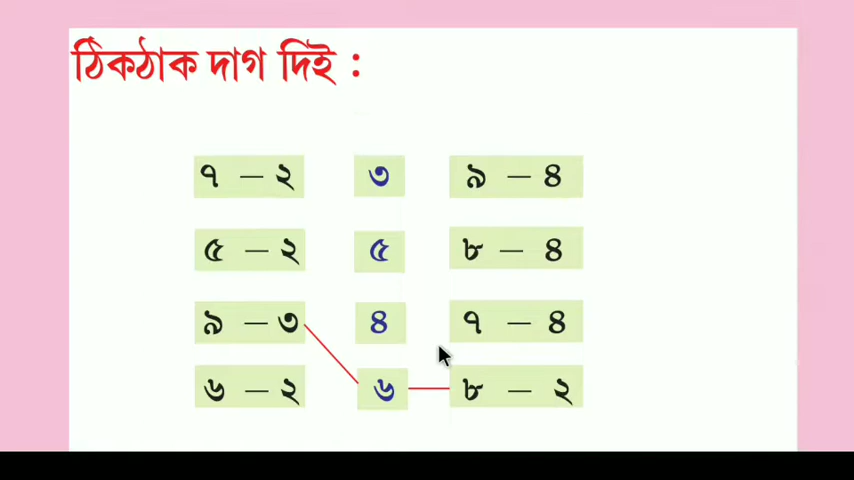 ঠিকঠাক দাগ দিই :
৭ – ২ ৩ ৯ – ৪
৫ – ২ ৫ ৮ – ৪
৯ – ৩ ৪ ৭ – ৪
৬ – ২ ৬ ৮ – ২